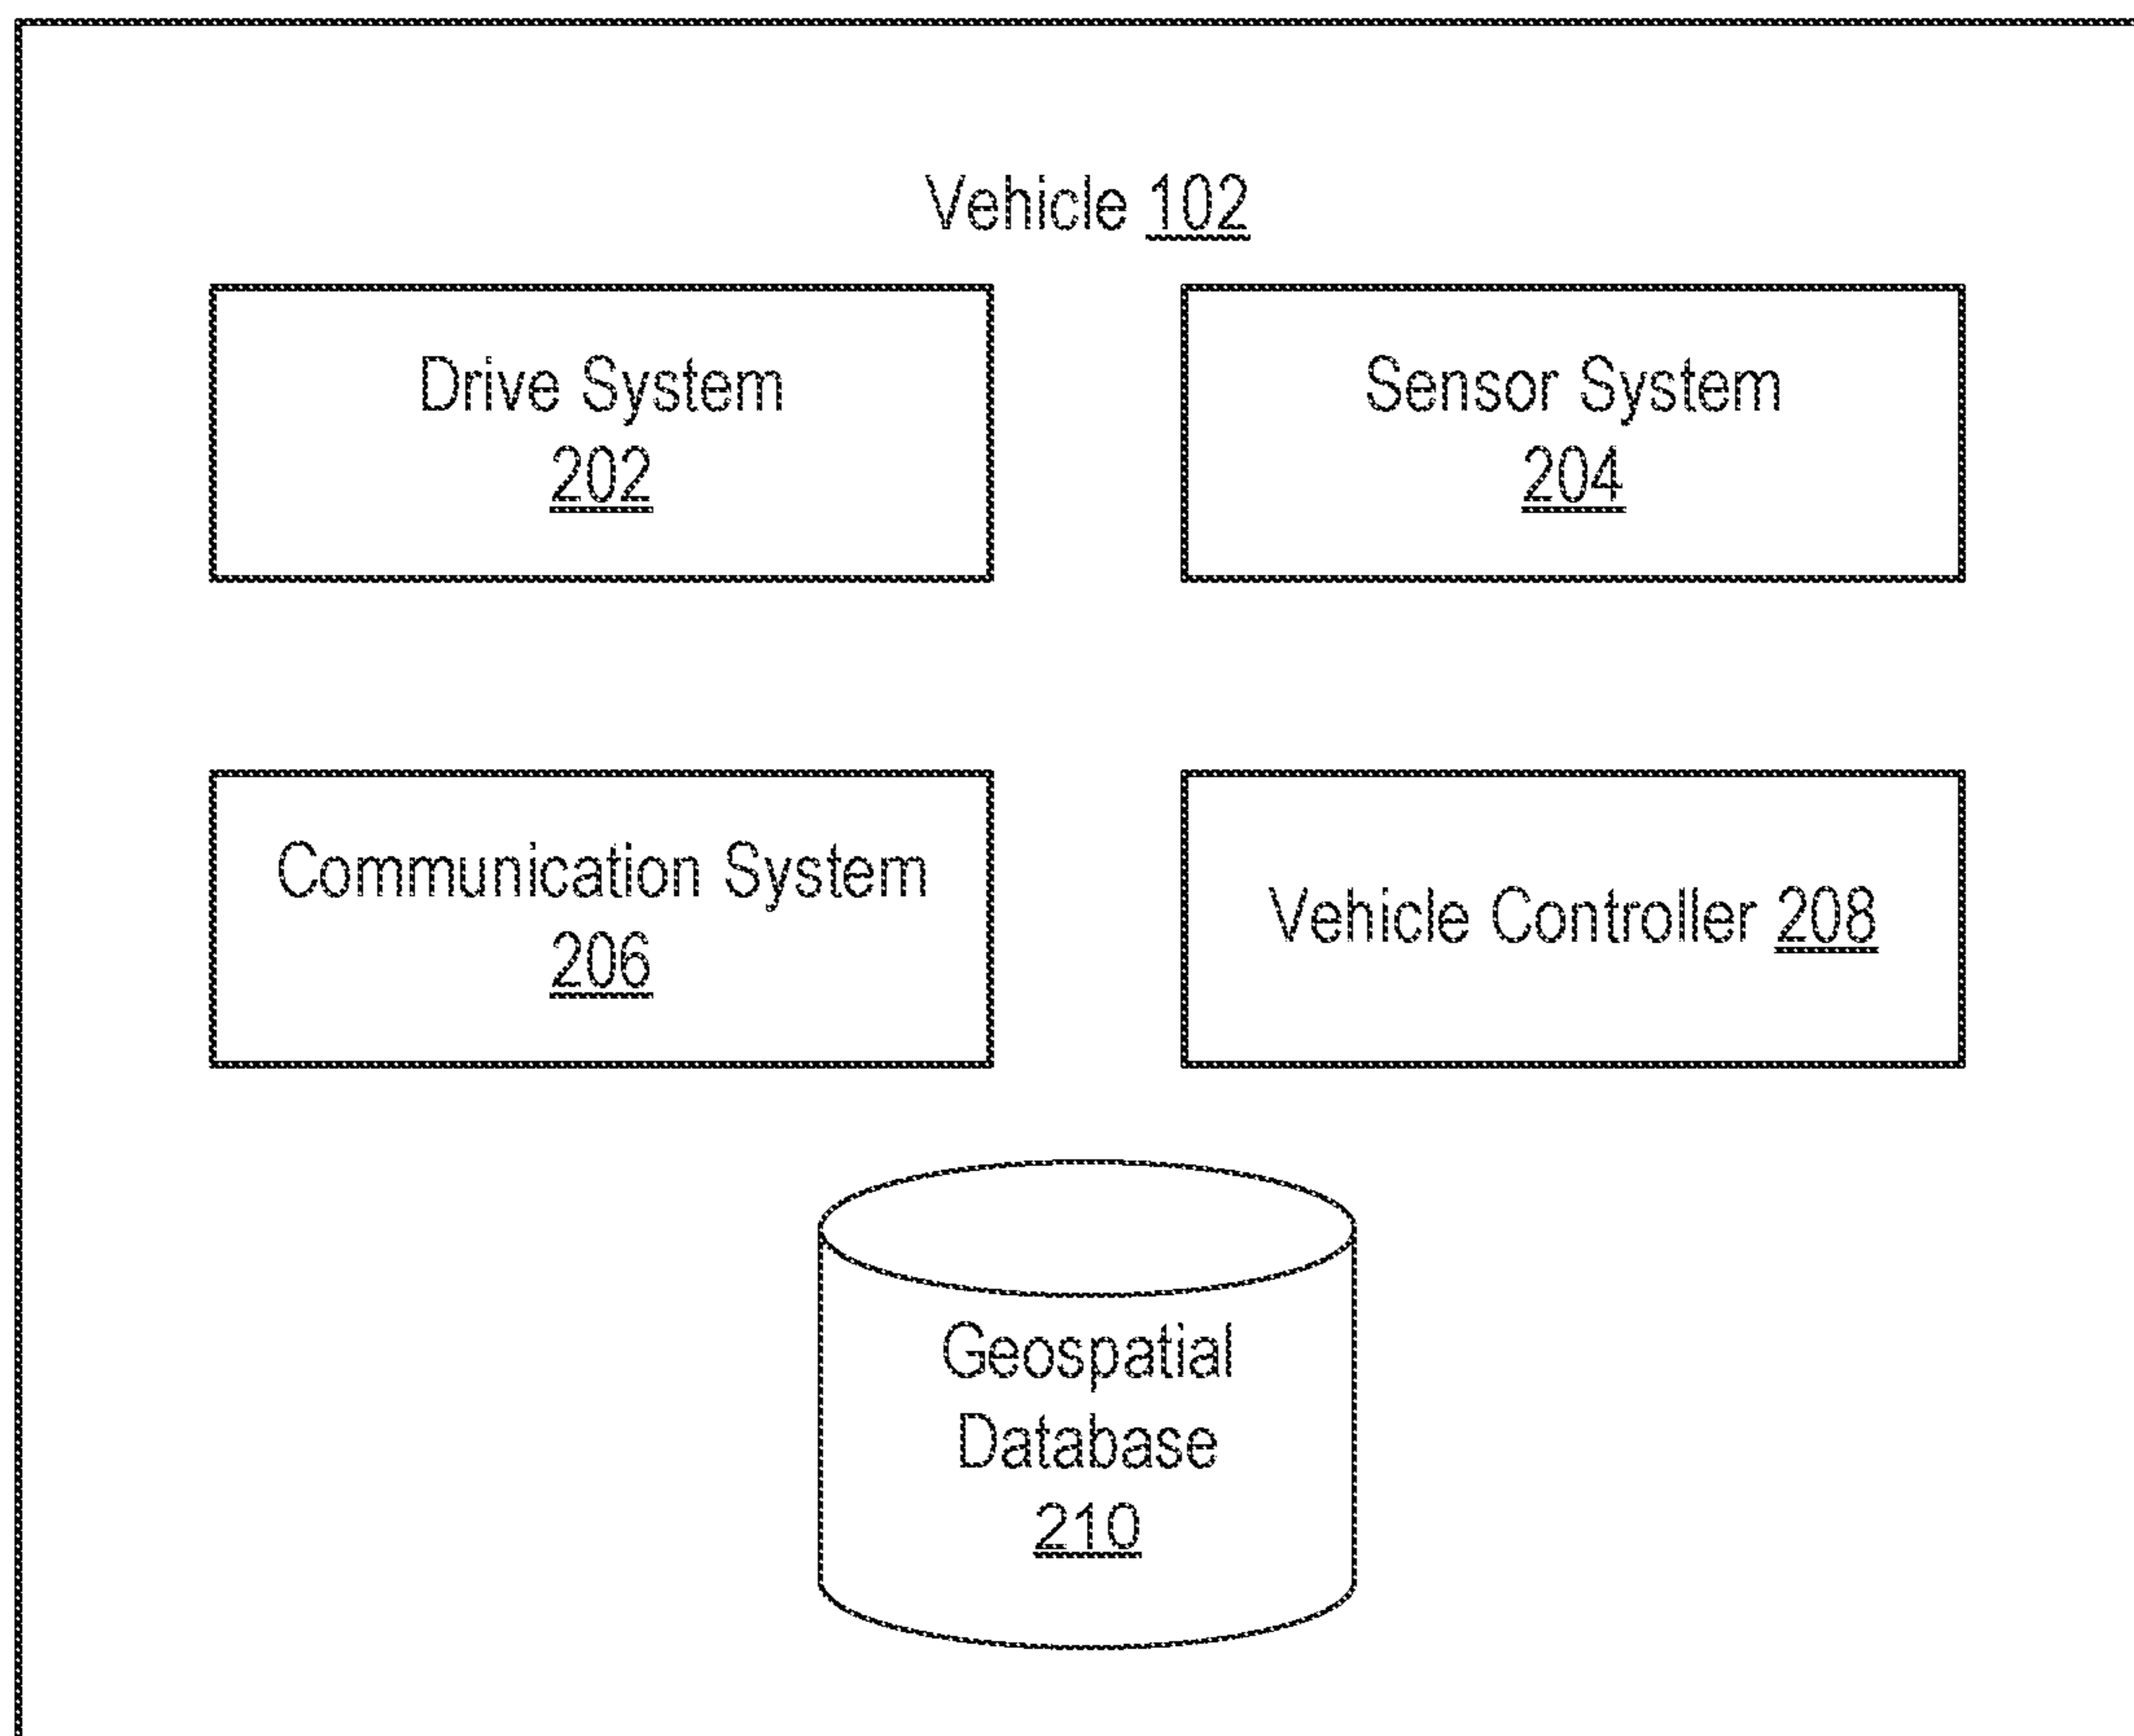 Vehicle 102
Drive System
202
Sensor System
204
Communication System
206
Vehicle Controller 208
Geospatial
Database
210